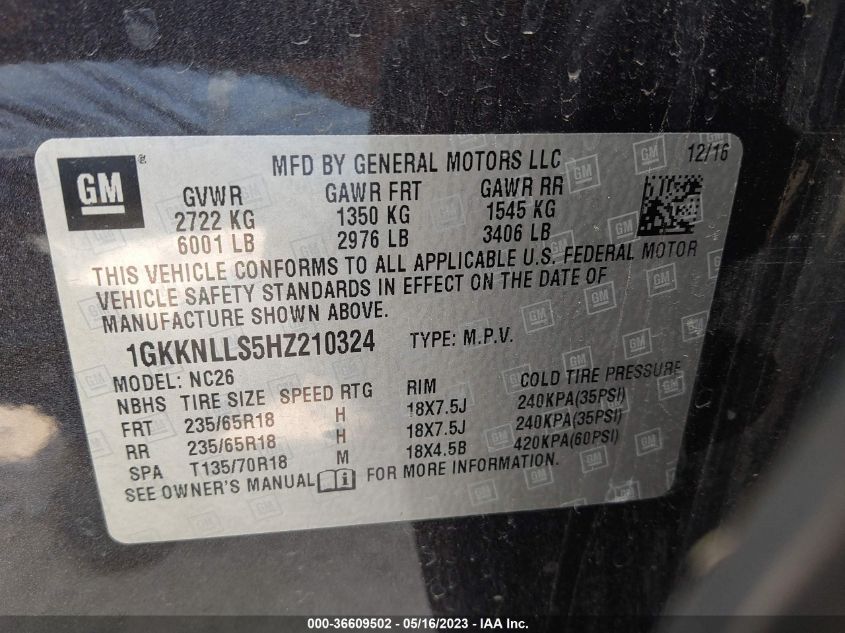 GM ®
MFD BY GENERAL MOTORS LLC 12/16
GVWR GAWR FRT GAWR RR
2722 KG 1350 KG 1545 KG
6001 LB 2976 LB 3406 LB
THIS VEHICLE CONFORMS TO ALL APPLICABLE U.S. FEDERAL MOTOR
VEHICLE SAFETY STANDARDS IN EFFECT ON THE DATE OF
MANUFACTURE SHOWN ABOVE.
1GKKNLLS5HZ210324 TYPE: M.P.V.
MODEL: NC26
NBHS TIRE SIZE SPEED RTG RIM COLD TIRE PRESSURE
FRT 235/65R18 H 18X7.5J 240KPA(35PSI)
RR 235/65R18 H 18X7.5J 240KPA(35PSI)
SPA T135/70R18 M 18X4.5B 420KPA(60PSI)
SEE OWNER'S MANUAL FOR MORE INFORMATION.
000-36609502 - 05/16/2023 - IAA Inc.